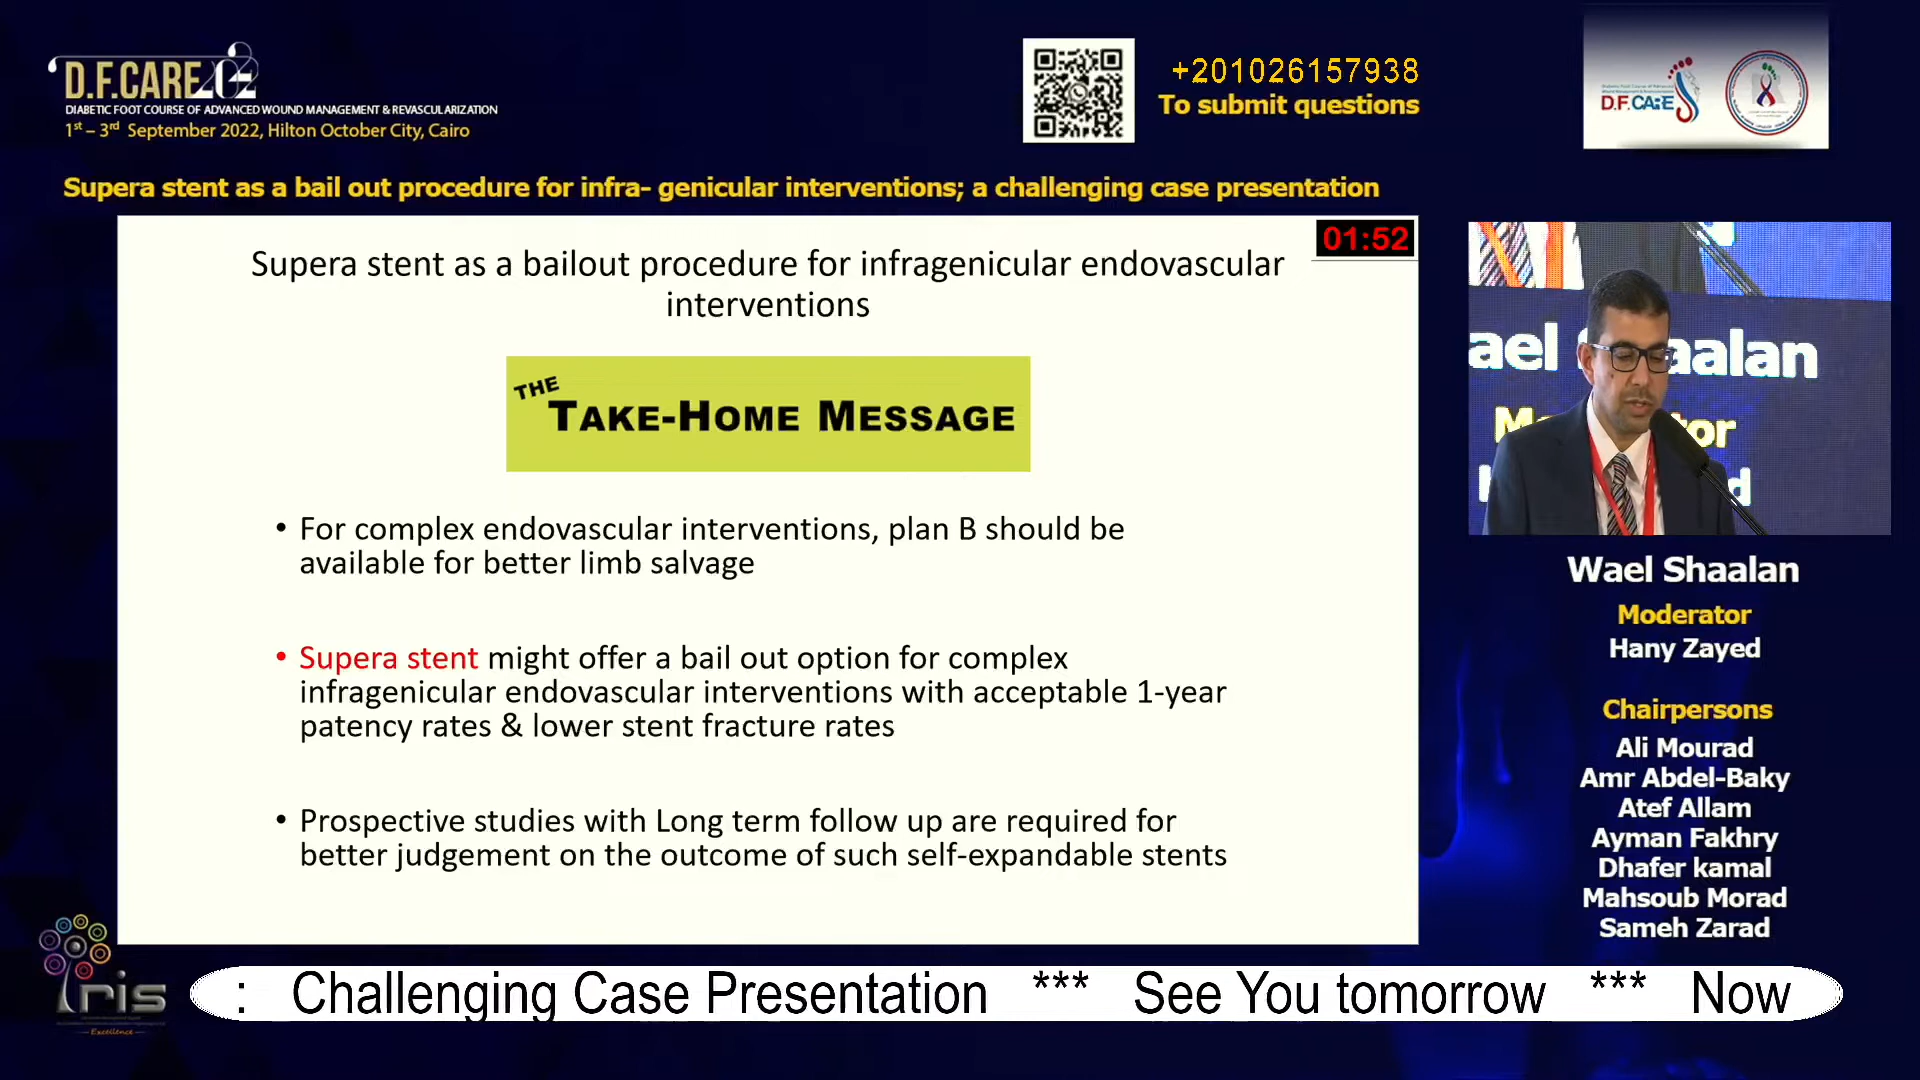 D.F.CARE
DIABETIC FOOT COURSE OF ADVANCED WOUND MANAGEMENT & REVASCULARIZATION
1st – 3rd September 2022, Hilton October City, Cairo
+201026157938
To submit questions
D.F.CARE
Supera stent as a bail out procedure for infra- genicular interventions; a challenging case presentation
01:52
Supera stent as a bailout procedure for infragenicular endovascular
interventions
THE
TAKE-HOME MESSAGE
• For complex endovascular interventions, plan B should be
available for better limb salvage
• Supera stent might offer a bail out option for complex
infragenicular endovascular interventions with acceptable 1-year
patency rates & lower stent fracture rates
• Prospective studies with Long term follow up are required for
better judgement on the outcome of such self-expandable stents
ael Shaalan
Wael Shaalan
Moderator
Hany Zayed
Chairpersons
Ali Mourad
Amr Abdel-Baky
Atef Allam
Ayman Fakhry
Dhafer kamal
Mahsoub Morad
Sameh Zarad
Iris
Excellence
: Challenging Case Presentation *** See You tomorrow *** Now